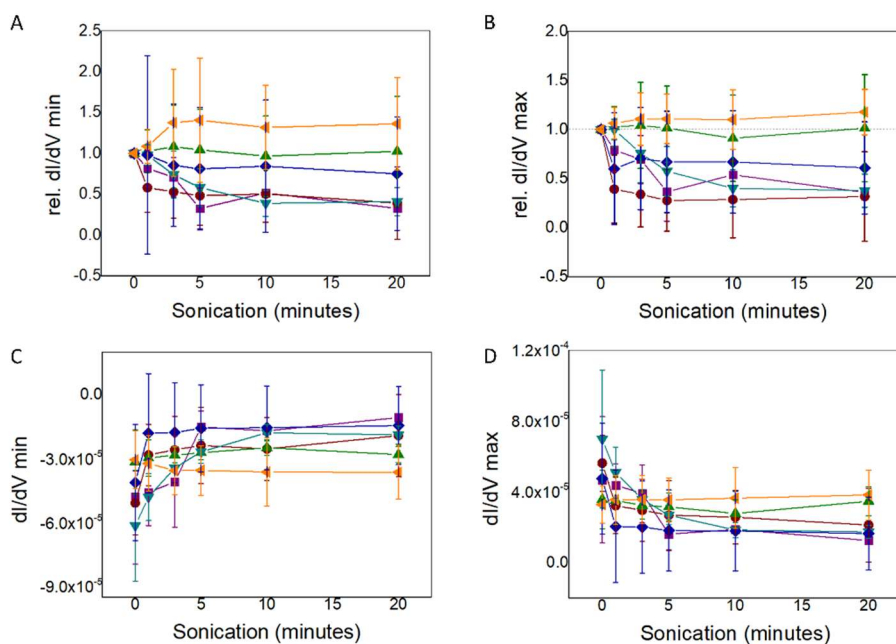 A
2.5
2.0
1.5
1.0
0.5
0.0
-0.5
rel. dI/dV min
0
5
10
15
20
Sonication (minutes)
B
2.0
1.5
1.0
0.5
0.0
-0.5
rel. dI/dV max
0
5
10
15
20
Sonication (minutes)
C
0.0
-3.0x10⁻⁵
-6.0x10⁻⁵
-9.0x10⁻⁵
dI/dV min
0
5
10
15
20
Sonication (minutes)
D
1.2x10⁻⁴
8.0x10⁻⁵
4.0x10⁻⁵
0.0
dI/dV max
0
5
10
15
20
Sonication (minutes)